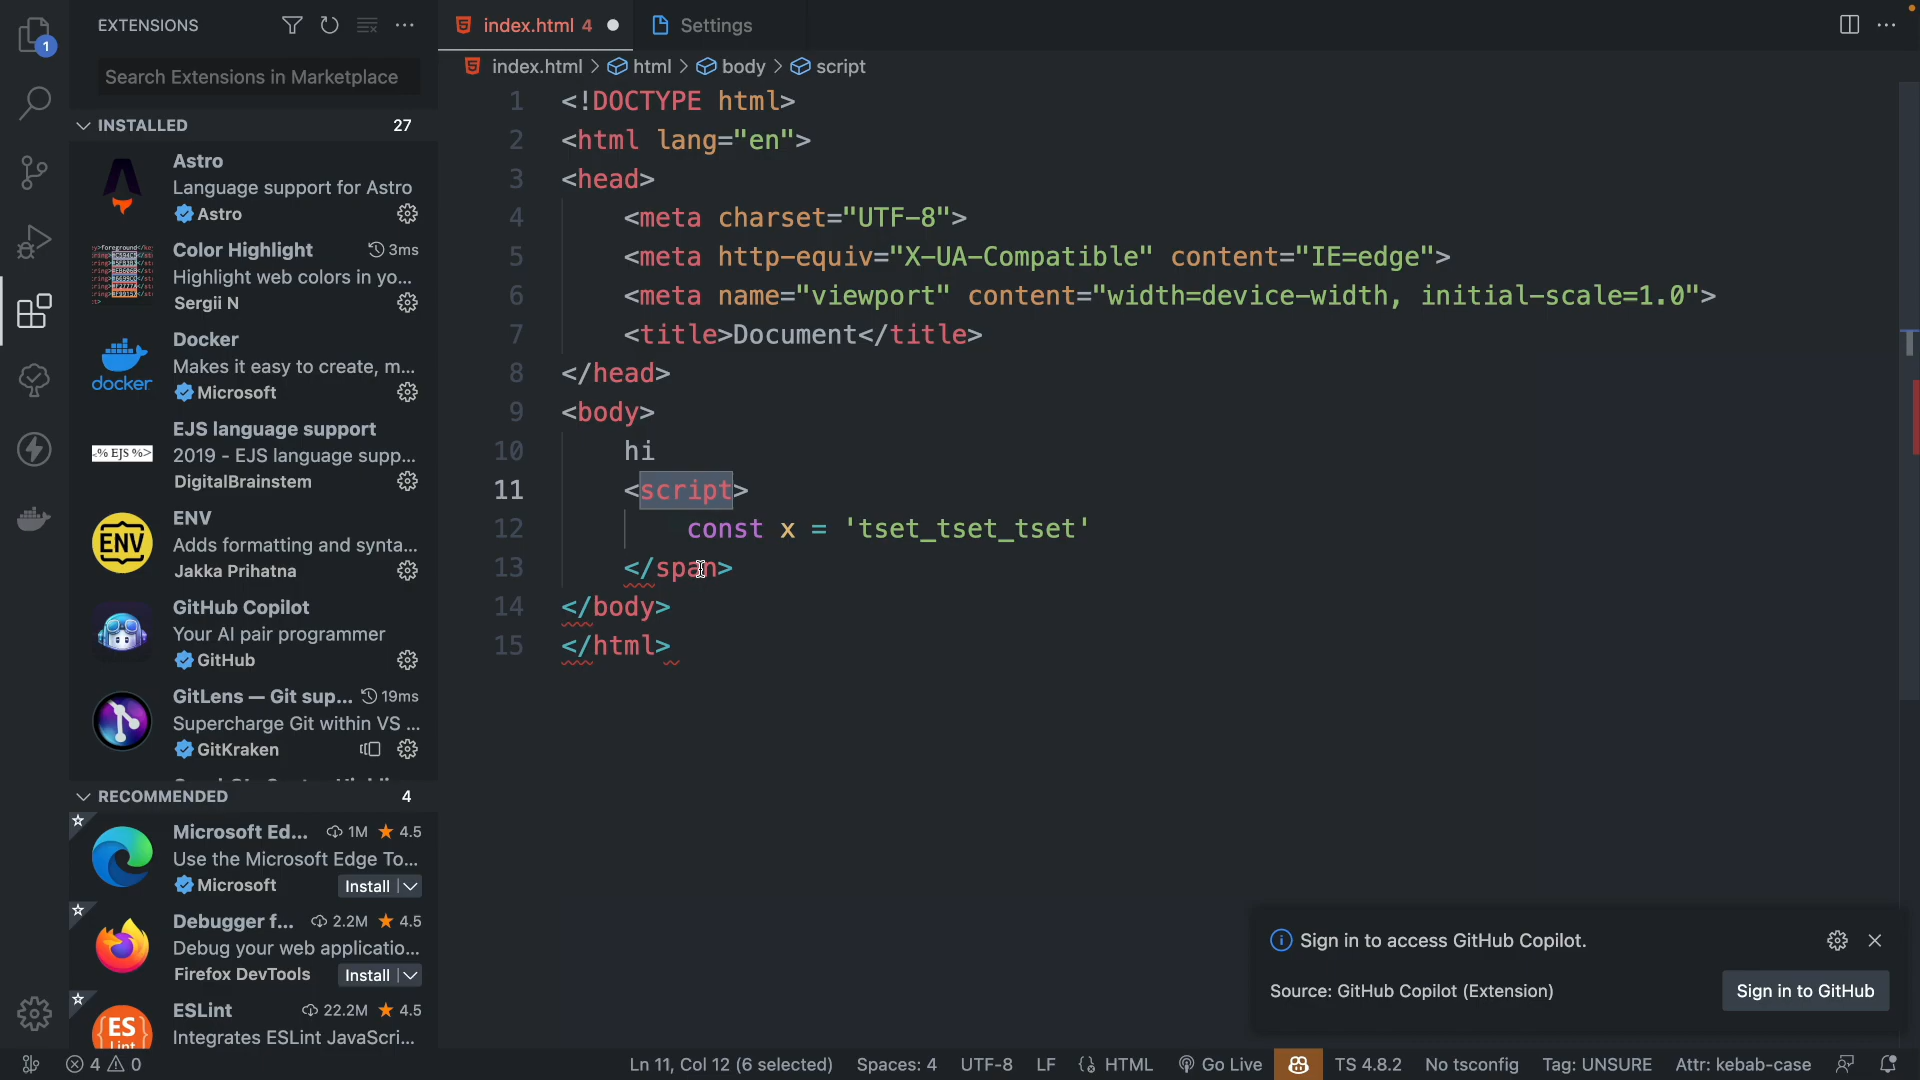 EXTENSIONS
Search Extensions in Marketplace
INSTALLED 27
Astro
Language support for Astro
Astro
Color Highlight 3ms
Highlight web colors in yo...
Sergii N
docker
Docker
Makes it easy to create, m...
Microsoft
<% EJS %>
EJS language support
2019 - EJS language supp...
DigitalBrainstem
ENV
ENV
Adds formatting and synta...
Jakka Prihatna
GitHub Copilot
Your AI pair programmer
GitHub
GitLens — Git sup... 19ms
Supercharge Git within VS ...
GitKraken
RECOMMENDED 4
Microsoft Ed... 1M 4.5
Use the Microsoft Edge To...
Microsoft Install
Debugger f... 2.2M 4.5
Debug your web applicatio...
Firefox DevTools Install
ES
Lint
ESLint 22.2M 4.5
Integrates ESLint JavaScri...
1
index.html 4
Settings
index.html > html > body > script
1 <!DOCTYPE html>
2 <html lang="en">
3 <head>
4 <meta charset="UTF-8">
5 <meta http-equiv="X-UA-Compatible" content="IE=edge">
6 <meta name="viewport" content="width=device-width, initial-scale=1.0">
7 <title>Document</title>
8 </head>
9 <body>
10 hi
11 <script>
12 const x = 'tset_tset_tset'
13 </span>
14 </body>
15 </html>
Sign in to access GitHub Copilot.
Source: GitHub Copilot (Extension)
Sign in to GitHub
4 0
Ln 11, Col 12 (6 selected) Spaces: 4 UTF-8 LF {} HTML Go Live TS 4.8.2 No tsconfig Tag: UNSURE Attr: kebab-case